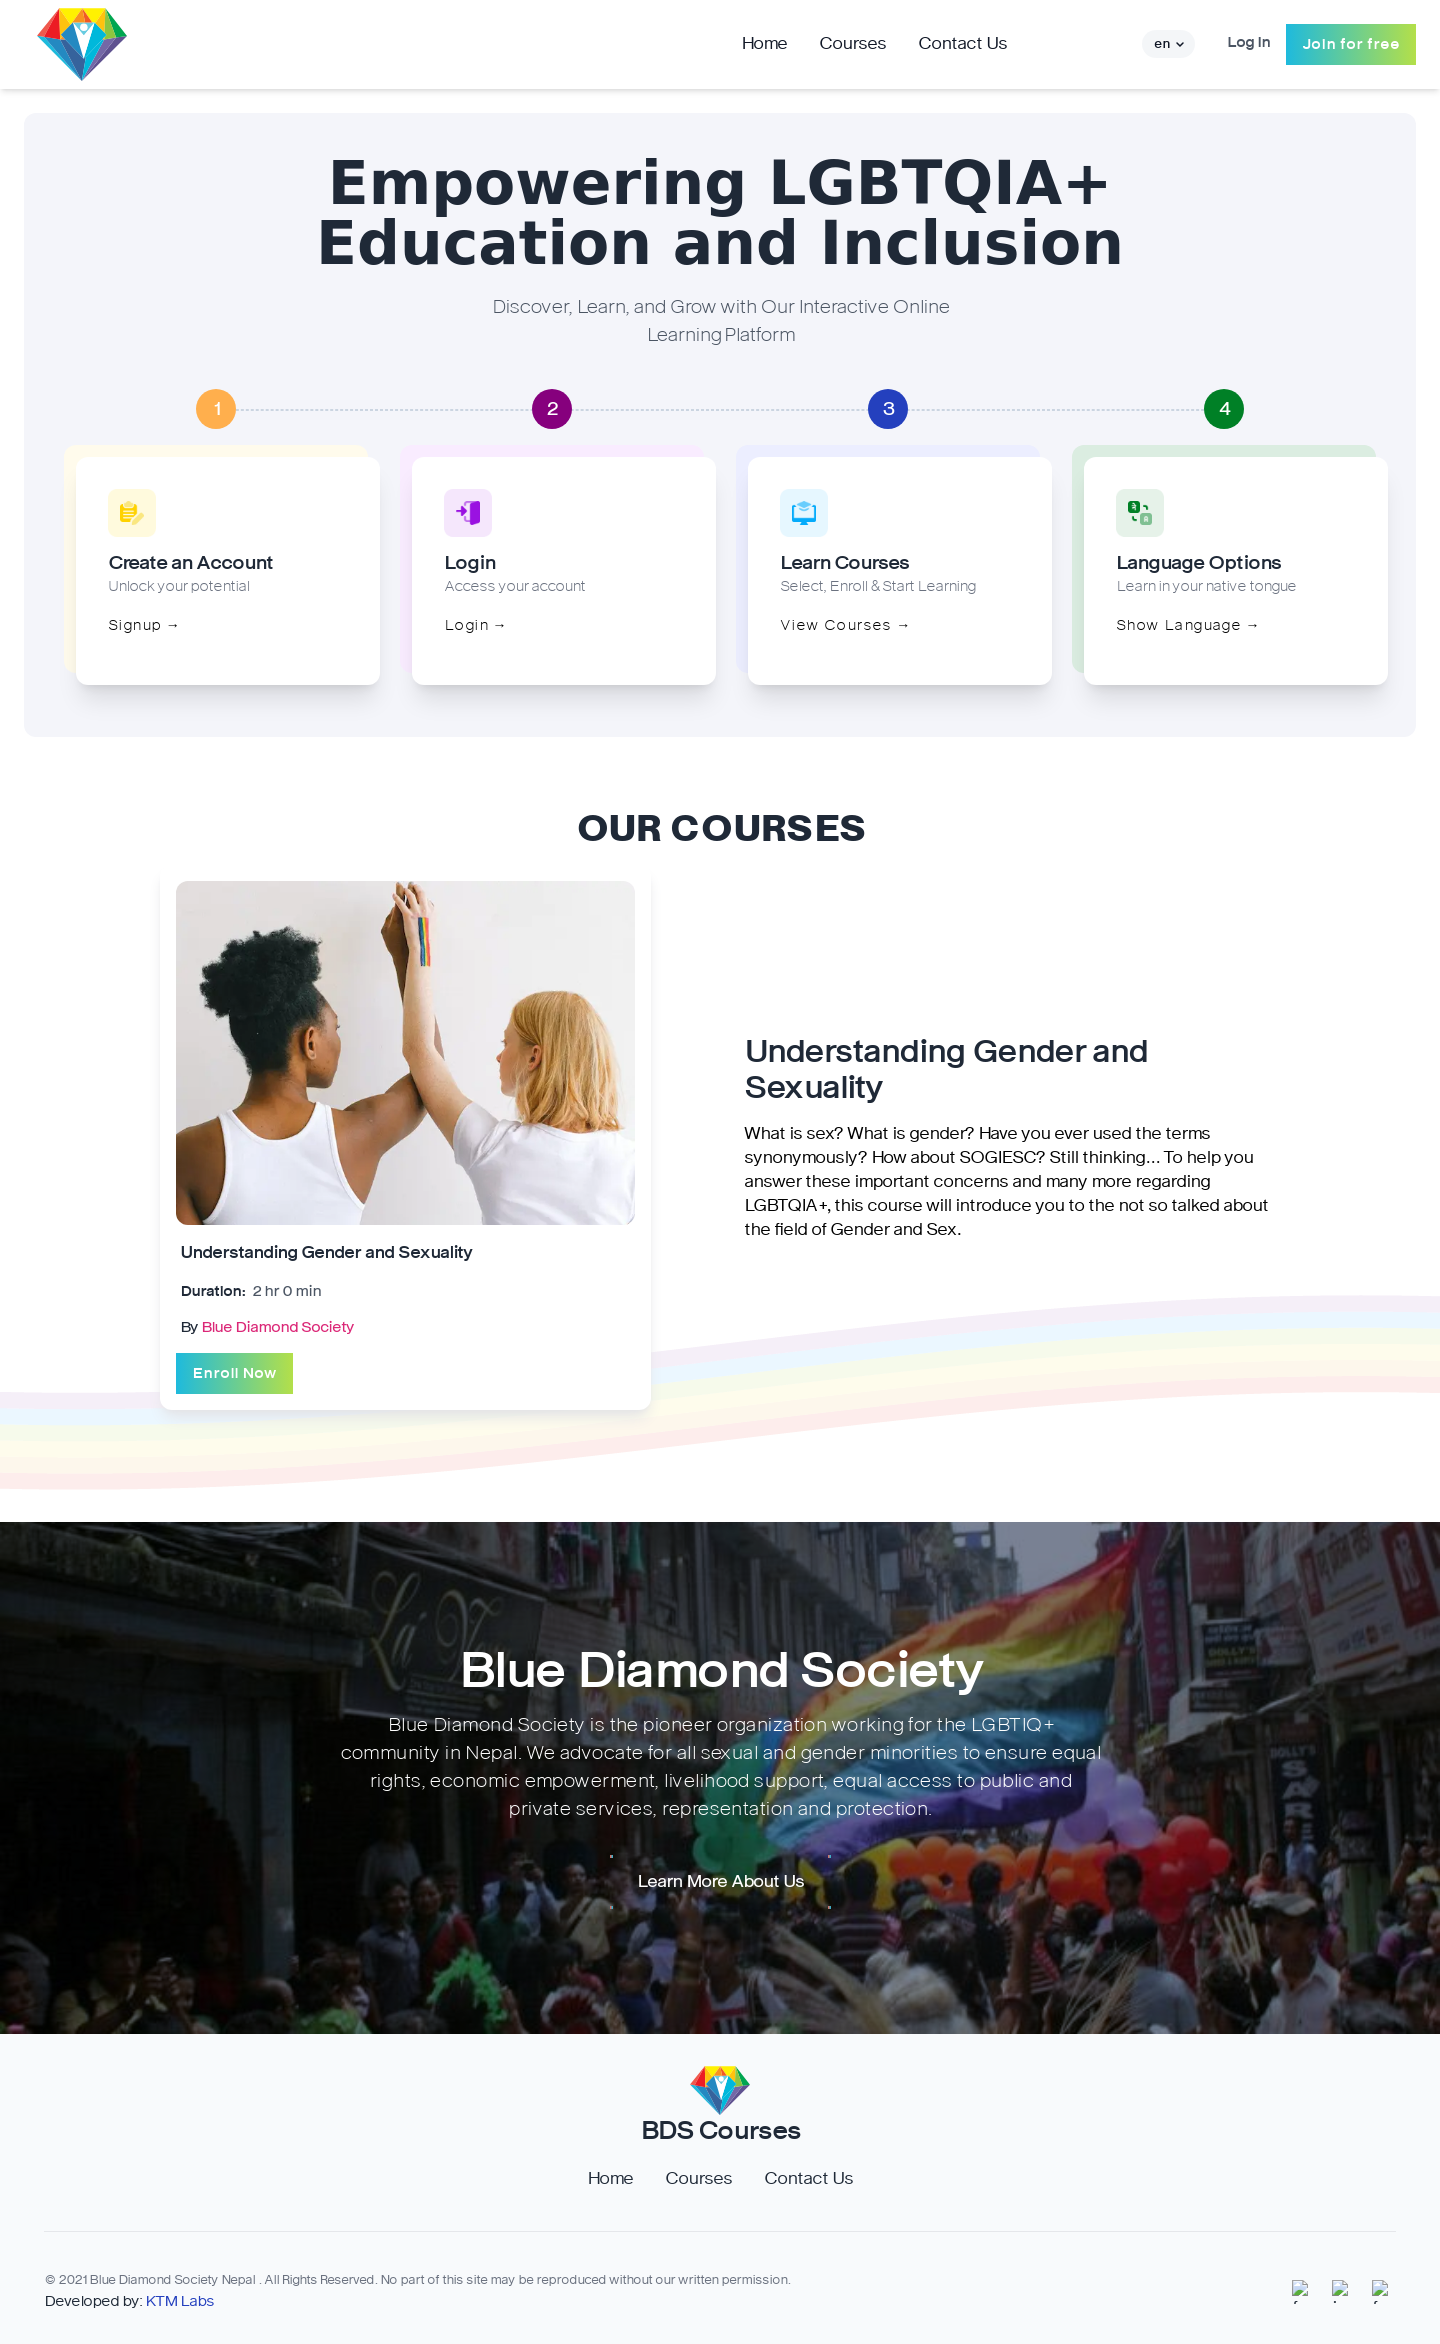 Home Courses Contact Us en Log In Join for free
Empowering LGBTQIA+
Education and Inclusion
Discover, Learn, and Grow with Our Interactive Online
Learning Platform
1 2 3 4
Create an Account
Unlock your potential
Signup →
Login
Access your account
Login →
Learn Courses
Select, Enroll & Start Learning
View Courses →
Language Options
Learn in your native tongue
Show Language →
OUR COURSES
Understanding Gender and Sexuality
Duration: 2 hr 0 min
By Blue Diamond Society
Enroll Now
Understanding Gender and
Sexuality
What is sex? What is gender? Have you ever used the terms
synonymously? How about SOGIESC? Still thinking... To help you
answer these important concerns and many more regarding
LGBTQIA+, this course will introduce you to the not so talked about
the field of Gender and Sex.
Blue Diamond Society
Blue Diamond Society is the pioneer organization working for the LGBTIQ+
community in Nepal. We advocate for all sexual and gender minorities to ensure equal
rights, economic empowerment, livelihood support, equal access to public and
private services, representation and protection.
Learn More About Us
BDS Courses
Home Courses Contact Us
© 2021 Blue Diamond Society Nepal . All Rights Reserved. No part of this site may be reproduced without our written permission.
Developed by: KTM Labs